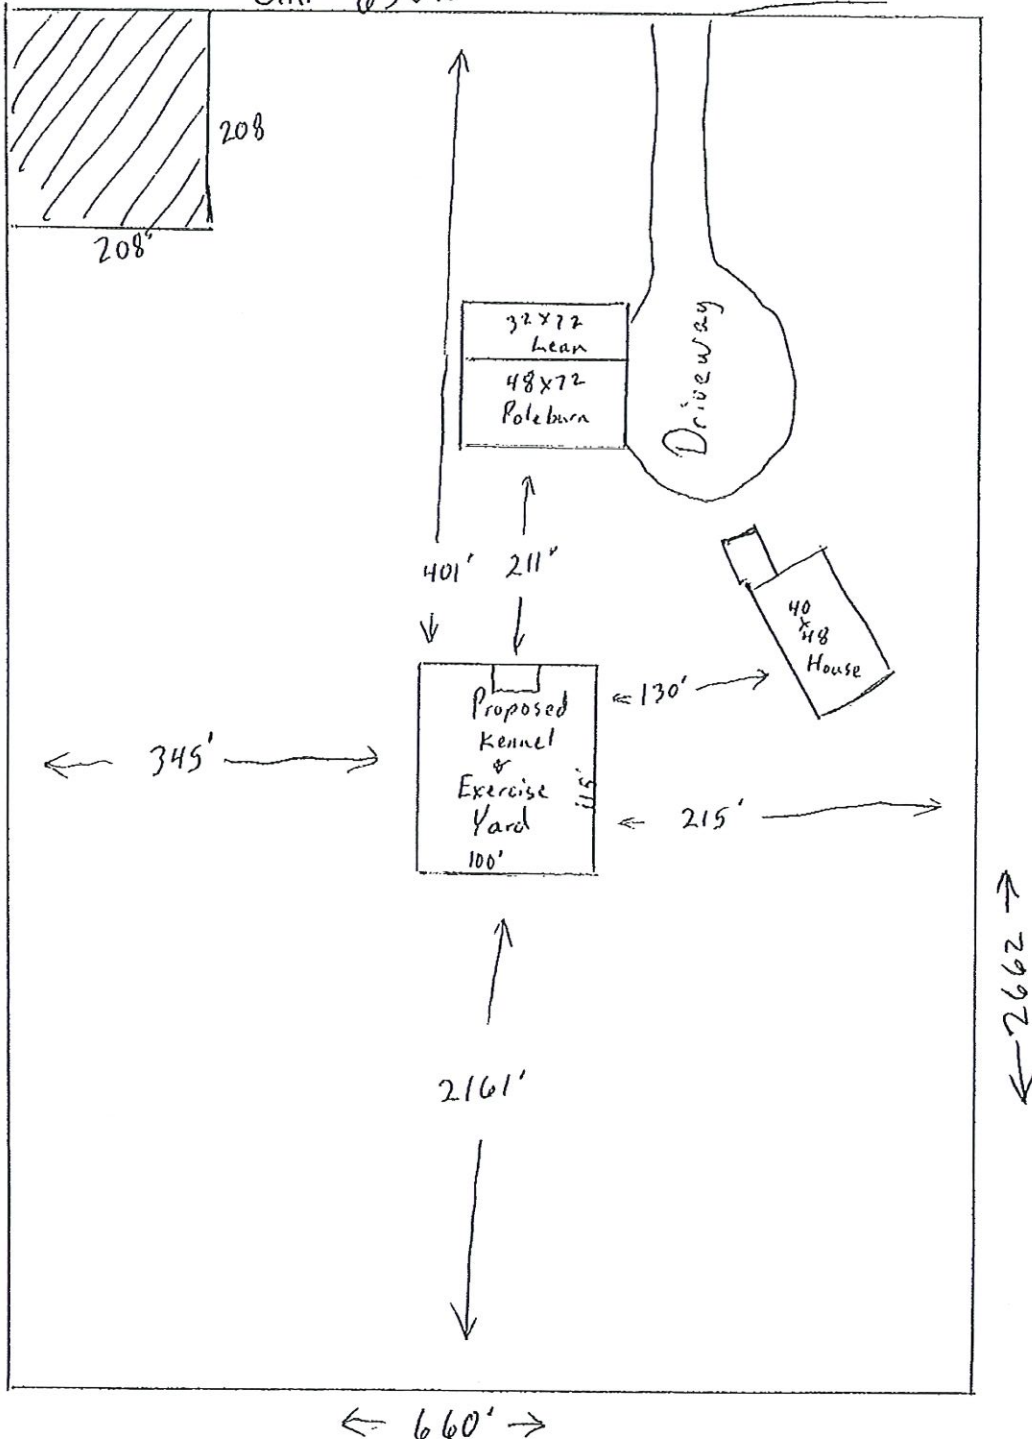 208
208'
32x72
Lean
48x72
Polebarn
Driveway
401'
211'
40
x
48
House
130'
Proposed
Kennel
&
Exercise
Yard
100'
115'
345'
215'
2662
2161'
660'